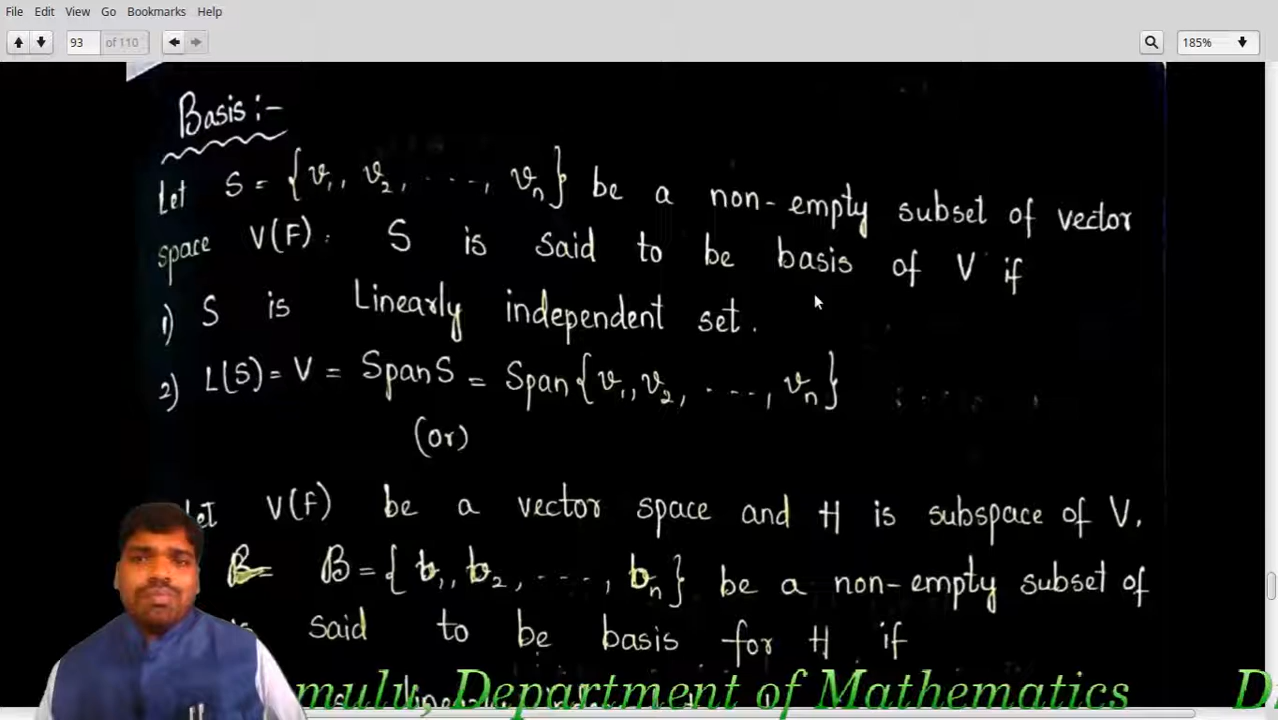 File Edit View Go Bookmarks Help
93 of 110 185%
Basis:-
Let S = {v₁, v₂, ...., vₙ} be a non-empty subset of vector
space V(F). S is said to be basis of V if
1) S is Linearly independent set.
2) L(S) = V = Span S = Span {v₁, v₂, ...., vₙ}
(or)
Let V(F) be a vector space and H is subspace of V.
B= B = {b₁, b₂, ...., bₙ} be a non-empty subset of
said to be basis for H if
mulu, Department of Mathematics D